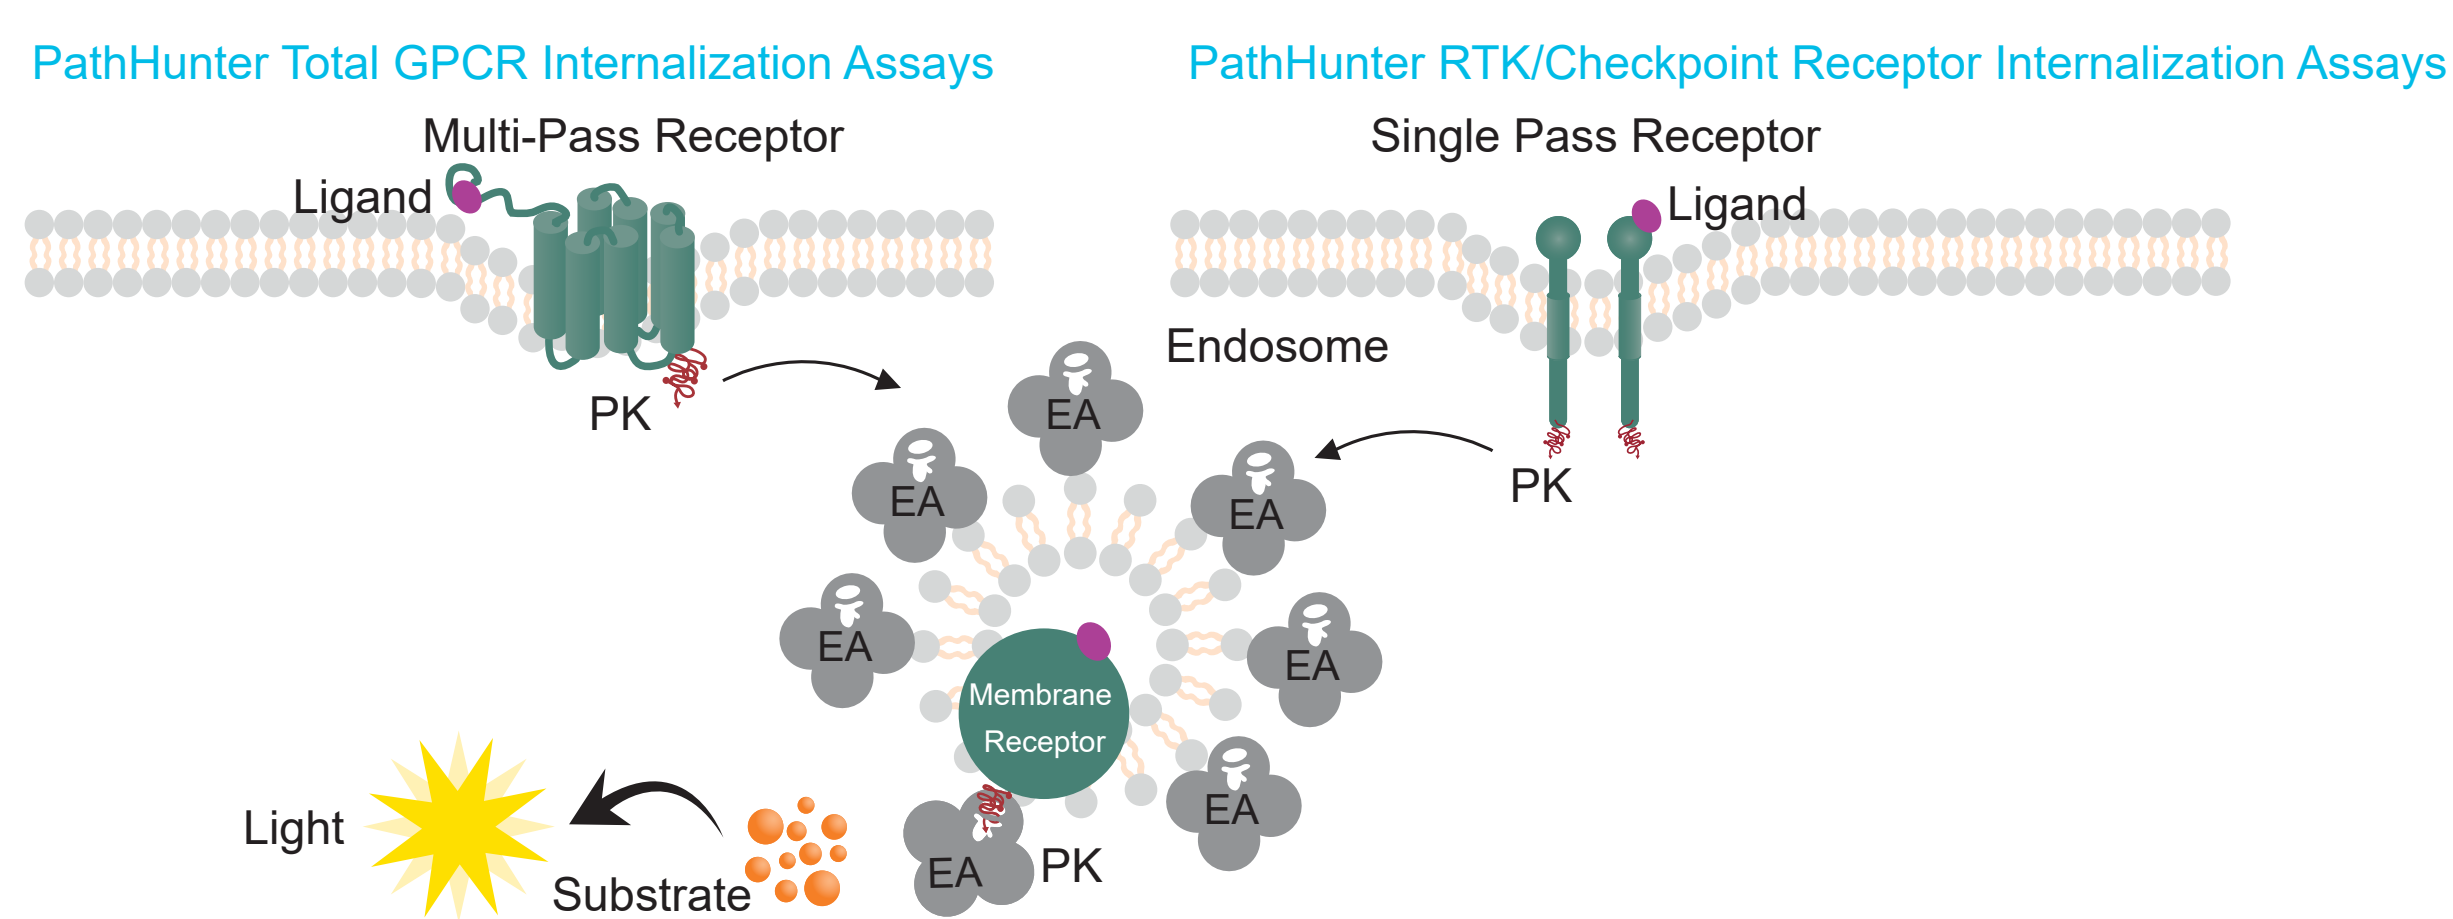 PathHunter Total GPCR Internalization Assays
PathHunter RTK/Checkpoint Receptor Internalization Assays
Multi-Pass Receptor
Single Pass Receptor
Ligand
Ligand
Endosome
PK
PK
EA
EA
EA
EA
EA
EA
Membrane
Receptor
EA
EA
PK
Light
Substrate